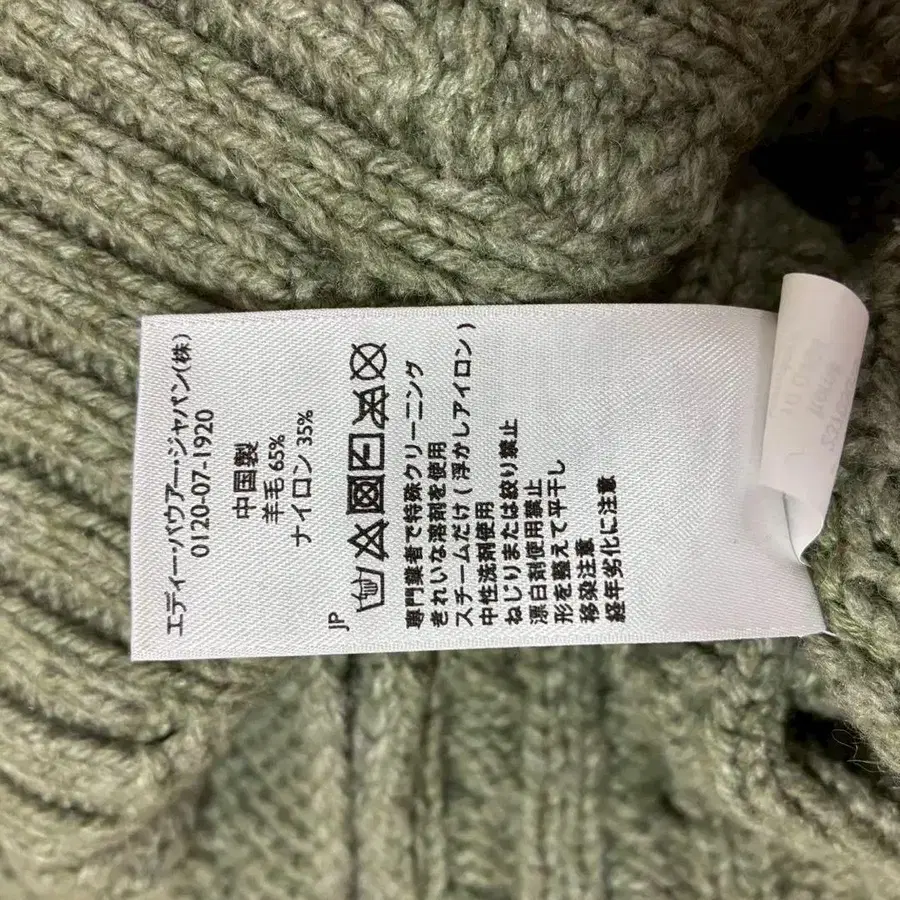 エディー・バウアー・ジャパン(株)
0120-07-1920
中国製
羊毛 65%
ナイロン 35%
JP
専門業者で特殊クリーニング
きれいな溶剤を使用
スチームだけ ( 浮かしアイロン )
中性洗剤使用
ねじりまたは絞り禁止
漂白剤使用禁止
形を整えて平干し
移染注意
経年劣化に注意